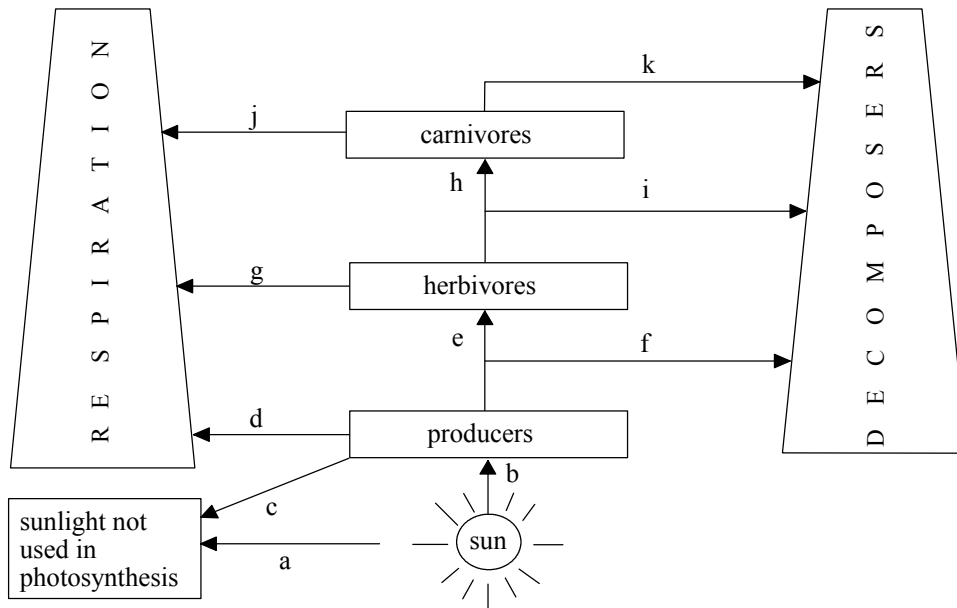 k
j
carnivores
h
i
g
herbivores
e
f
d
producers
b
c
sun
a
sunlight not
used in
photosynthesis
RESPIRATION
DECOMPOSERS